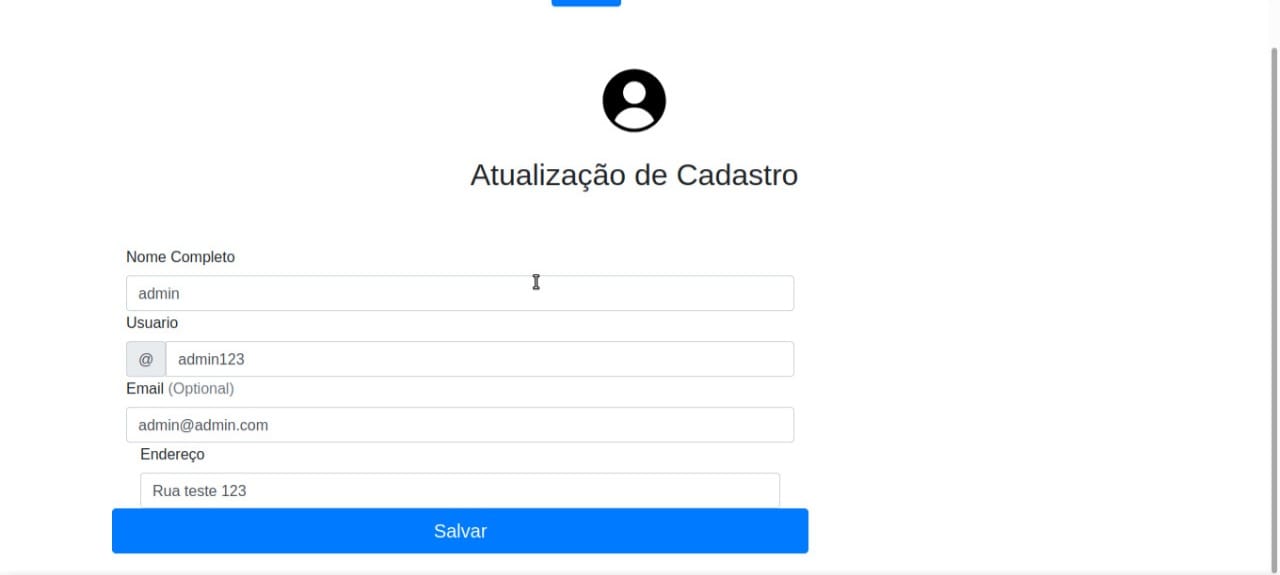 Atualização de Cadastro
Nome Completo
admin
Usuario
@ admin123
Email (Optional)
admin@admin.com
Endereço
Rua teste 123
Salvar